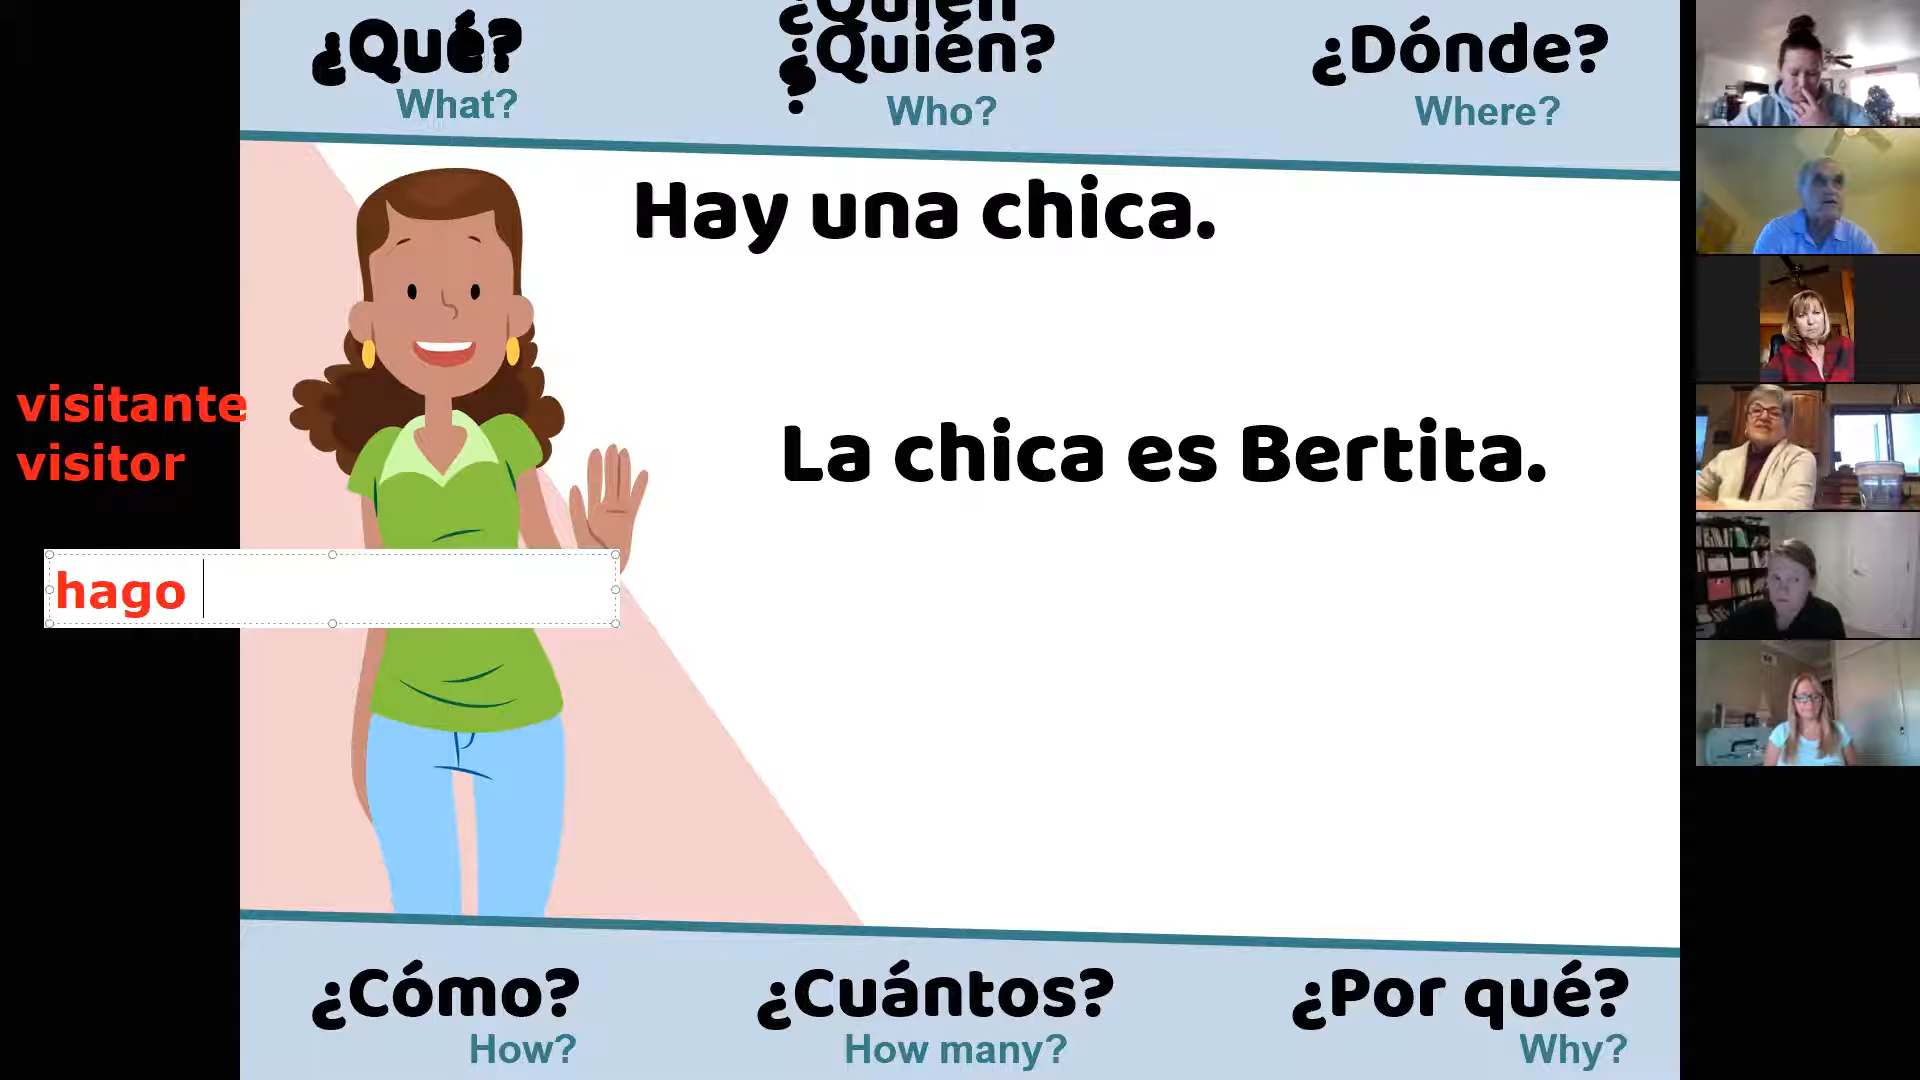 ¿Qué?
What?
¿Quién
¿Quién?
Who?
¿Dónde?
Where?
Hay una chica.
visitante
visitor
La chica es Bertita.
hago
¿Cómo?
How?
¿Cuántos?
How many?
¿Por qué?
Why?